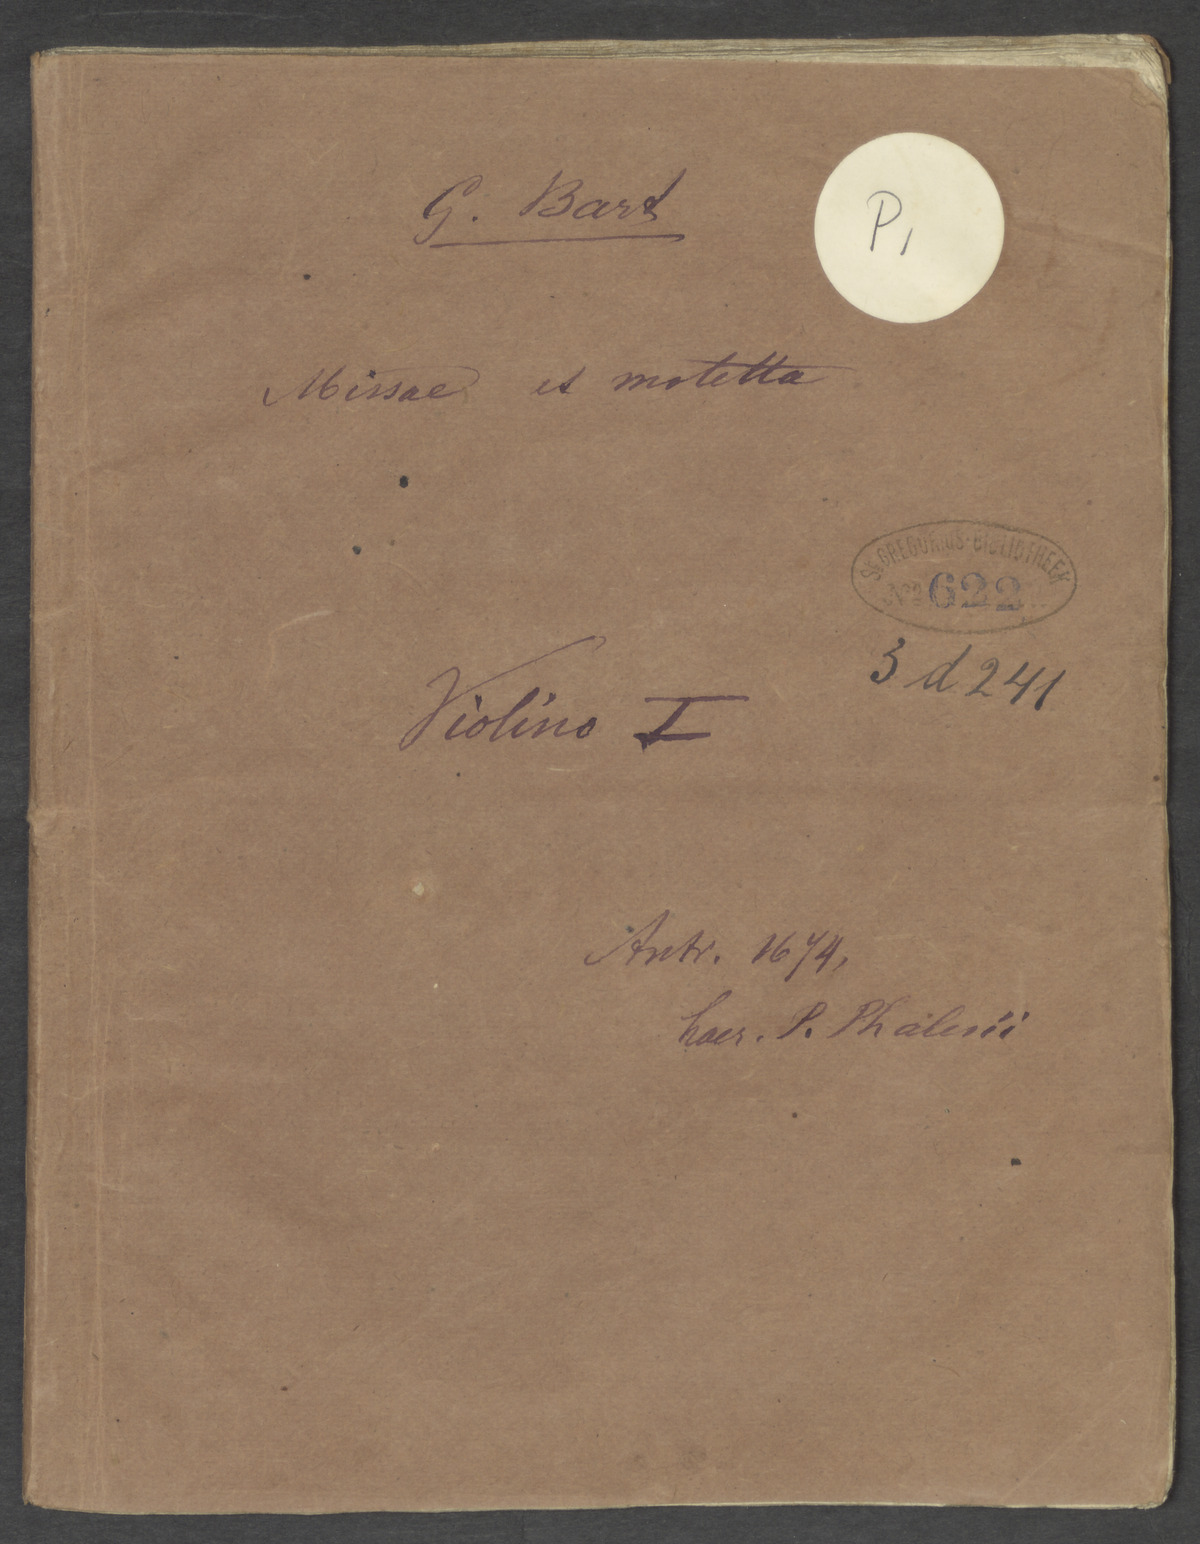 G. Bart
P1
Missae et motetta
St GREGORIUS-BIBLIOTHEEK
No 622
3 d 241
Violino I
Antv. 1674,
haer. P. Phalesii